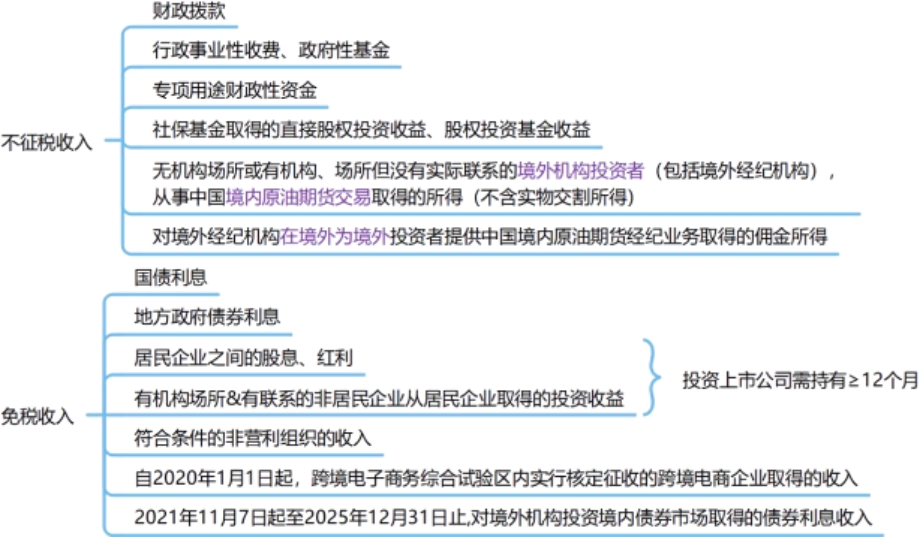 财政拨款
行政事业性收费、政府性基金
专项用途财政性资金
不征税收入
社保基金取得的直接股权投资收益、股权投资基金收益
无机构场所或有机构、场所但没有实际联系的境外机构投资者（包括境外经纪机构），
从事中国境内原油期货交易取得的所得（不含实物交割所得）
对境外经纪机构在境外为境外投资者提供中国境内原油期货经纪业务取得的佣金所得
国债利息
地方政府债券利息
居民企业之间的股息、红利
有机构场所&有联系的非居民企业从居民企业取得的投资收益
投资上市公司需持有≥12个月
免税收入
符合条件的非营利组织的收入
自2020年1月1日起，跨境电子商务综合试验区内实行核定征收的跨境电商企业取得的收入
2021年11月7日起至2025年12月31日止,对境外机构投资境内债券市场取得的债券利息收入